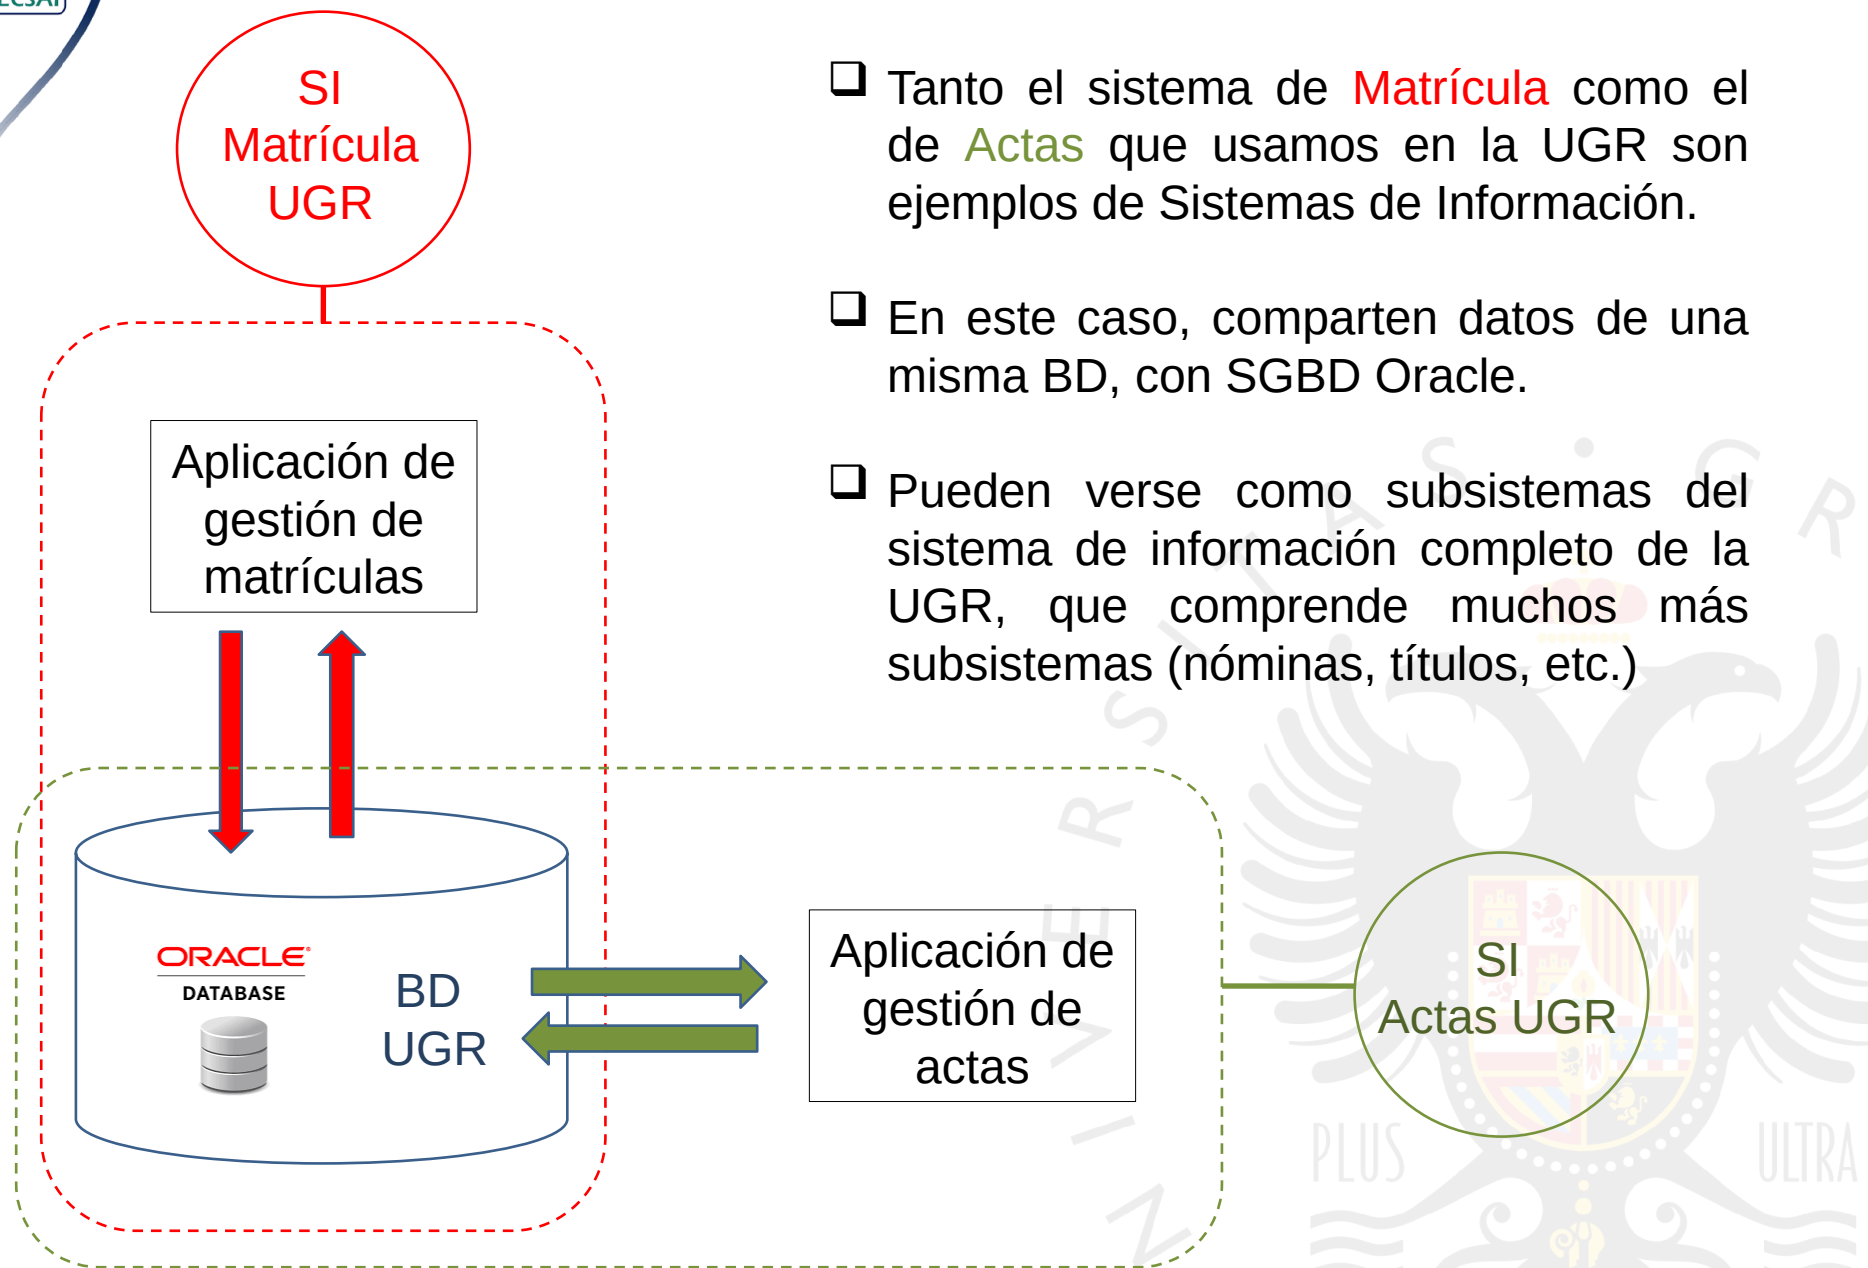 SI
Matrícula
UGR
❑ Tanto el sistema de Matrícula como el
de Actas que usamos en la UGR son
ejemplos de Sistemas de Información.
❑ En este caso, comparten datos de una
misma BD, con SGBD Oracle.
❑ Pueden verse como subsistemas del
sistema de información completo de la
UGR, que comprende muchos más
subsistemas (nóminas, títulos, etc.)
Aplicación de
gestión de
matrículas
ORACLE®
DATABASE
BD
UGR
Aplicación de
gestión de
actas
SI
Actas UGR
PLUS ULTRA